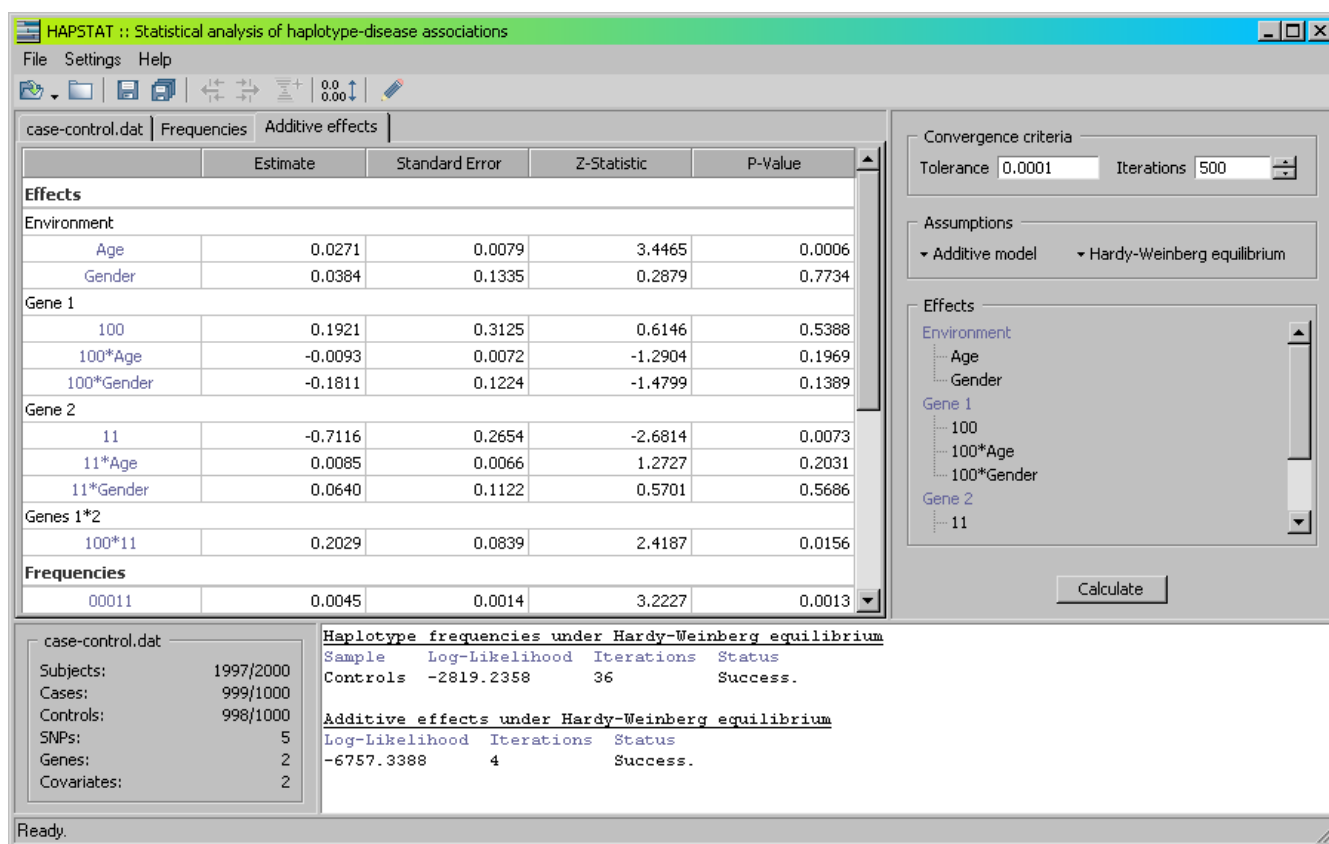 HAPSTAT :: Statistical analysis of haplotype-disease associations
File Settings Help
0.0
0.00
case-control.dat Frequencies Additive effects
Estimate Standard Error Z-Statistic P-Value
Effects
Environment
Age 0.0271 0.0079 3.4465 0.0006
Gender 0.0384 0.1335 0.2879 0.7734
Gene 1
100 0.1921 0.3125 0.6146 0.5388
100*Age -0.0093 0.0072 -1.2904 0.1969
100*Gender -0.1811 0.1224 -1.4799 0.1389
Gene 2
11 -0.7116 0.2654 -2.6814 0.0073
11*Age 0.0085 0.0066 1.2727 0.2031
11*Gender 0.0640 0.1122 0.5701 0.5686
Genes 1*2
100*11 0.2029 0.0839 2.4187 0.0156
Frequencies
00011 0.0045 0.0014 3.2227 0.0013
Convergence criteria
Tolerance 0.0001 Iterations 500
Assumptions
Additive model Hardy-Weinberg equilibrium
Effects
Environment
Age
Gender
Gene 1
100
100*Age
100*Gender
Gene 2
11
Calculate
case-control.dat
Subjects: 1997/2000
Cases: 999/1000
Controls: 998/1000
SNPs: 5
Genes: 2
Covariates: 2
Haplotype frequencies under Hardy-Weinberg equilibrium
Sample Log-Likelihood Iterations Status
Controls -2819.2358 36 Success.
Additive effects under Hardy-Weinberg equilibrium
Log-Likelihood Iterations Status
-6757.3388 4 Success.
Ready.